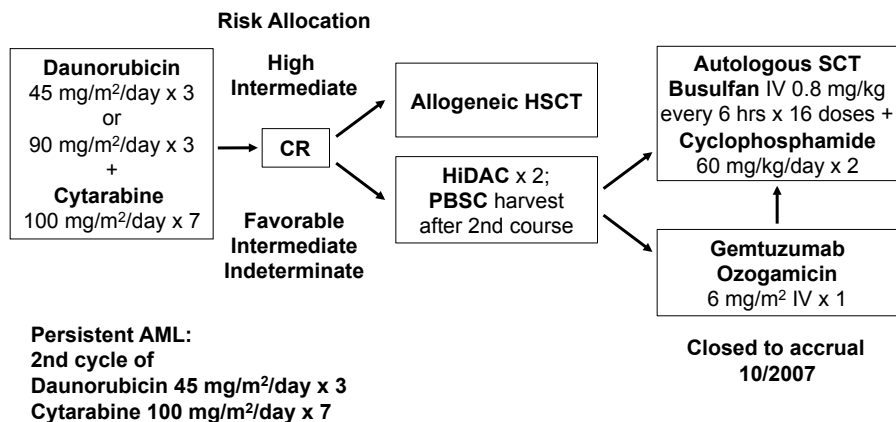 Risk Allocation
Daunorubicin
45 mg/m²/day x 3
or
90 mg/m²/day x 3
+
Cytarabine
100 mg/m²/day x 7
High
Intermediate
CR
Favorable
Intermediate
Indeterminate
Allogeneic HSCT
HiDAC x 2;
PBSC harvest
after 2nd course
Autologous SCT
Busulfan IV 0.8 mg/kg
every 6 hrs x 16 doses +
Cyclophosphamide
60 mg/kg/day x 2
Gemtuzumab
Ozogamicin
6 mg/m² IV x 1
Closed to accrual
10/2007
Persistent AML:
2nd cycle of
Daunorubicin 45 mg/m²/day x 3
Cytarabine 100 mg/m²/day x 7